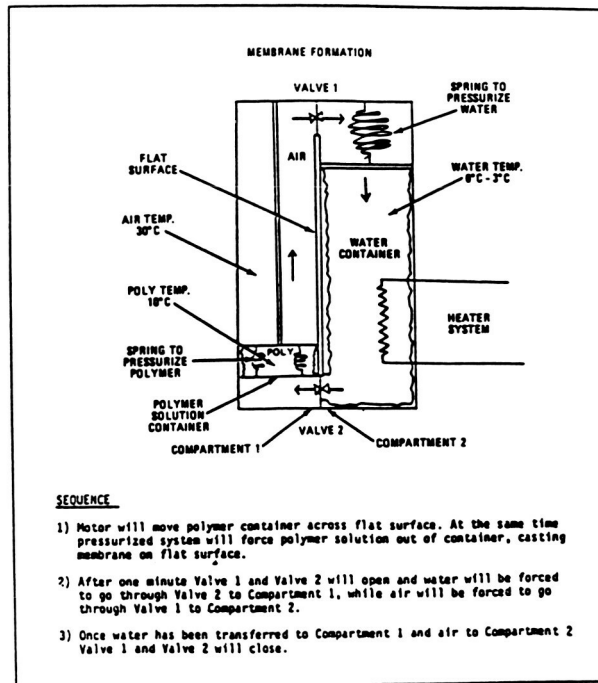 MEMBRANE FORMATION
VALVE 1
SPRING TO
PRESSURIZE
WATER
AIR
FLAT
SURFACE
WATER TEMP.
0°C - 3°C
AIR TEMP.
30°C
WATER
CONTAINER
POLY TEMP.
18°C
HEATER
SYSTEM
POLY
SPRING TO
PRESSURIZE
POLYMER
POLYMER
SOLUTION
CONTAINER
VALVE 2
COMPARTMENT 1
COMPARTMENT 2
SEQUENCE
1) Motor will move polymer container across flat surface. At the same time
pressurized system will force polymer solution out of container, casting
membrane on flat surface.
2) After one minute Valve 1 and Valve 2 will open and water will be forced
to go through Valve 2 to Compartment 1, while air will be forced to go
through Valve 1 to Compartment 2.
3) Once water has been transferred to Compartment 1 and air to Compartment 2
Valve 1 and Valve 2 will close.